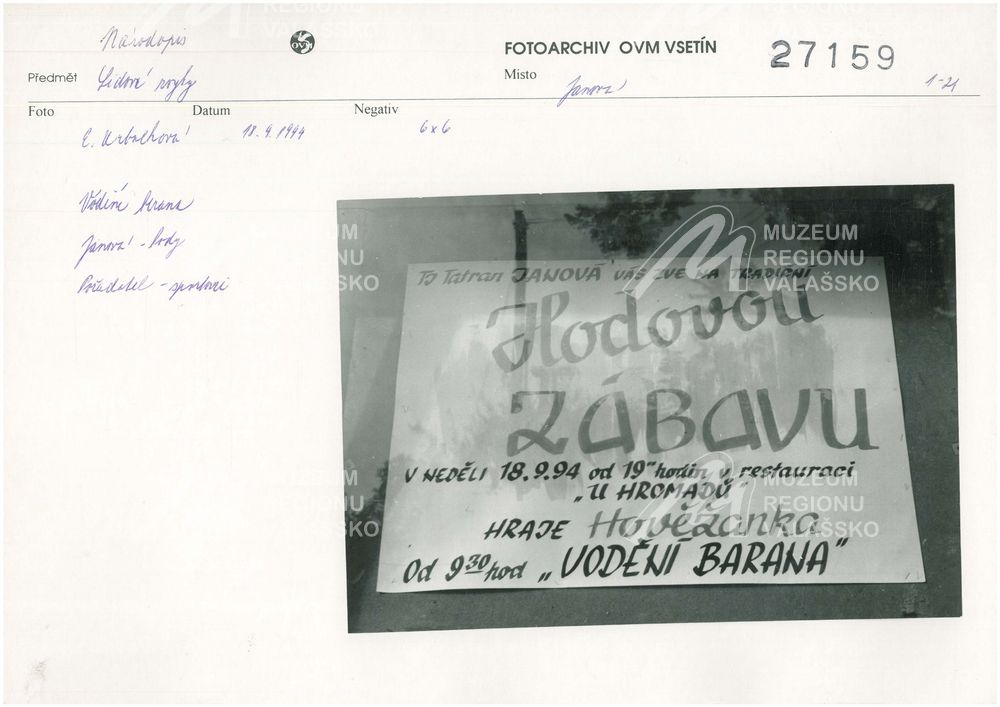 Národopis
OVM
FOTOARCHIV OVM VSETÍN
27159
Předmět
Lidové zvyky
Místo
Janová
1-21
Foto
Datum
Negativ
E. Urbachová
18.9.1994
6x6
Vodění barana
Janová - hody
Pořadatel - sportovci
TJ Tatran JANOVÁ VÁS ZVE NA TRADIČNÍ
Hodovou
ZÁBAVU
V NEDĚLI 18.9.94 od 19 hodin v restauraci
„U HROMADŮ"
HRAJE Hověžanka
Od 9 30 hod „VODĚNÍ BARANA"
MUZEUM
REGIONU
VALAŠSKO